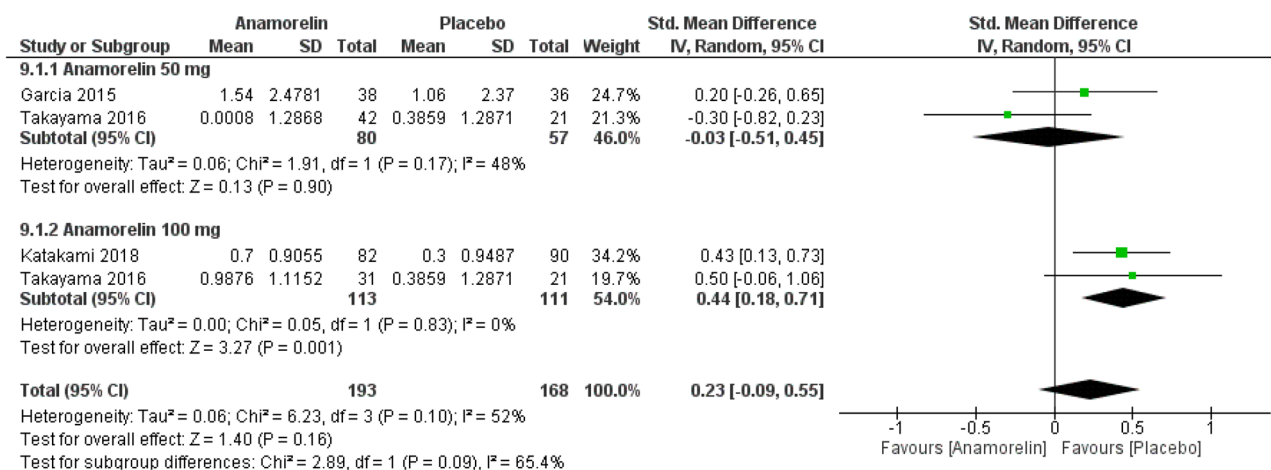 Anamorelin Placebo Std. Mean Difference Std. Mean Difference
Study or Subgroup Mean SD Total Mean SD Total Weight IV, Random, 95% CI IV, Random, 95% CI
9.1.1 Anamorelin 50 mg
Garcia 2015 1.54 2.4781 38 1.06 2.37 36 24.7% 0.20 [-0.26, 0.65]
Takayama 2016 0.0008 1.2868 42 0.3859 1.2871 21 21.3% -0.30 [-0.82, 0.23]
Subtotal (95% CI) 80 57 46.0% -0.03 [-0.51, 0.45]
Heterogeneity: Tau² = 0.06; Chi² = 1.91, df = 1 (P = 0.17); I² = 48%
Test for overall effect: Z = 0.13 (P = 0.90)
9.1.2 Anamorelin 100 mg
Katakami 2018 0.7 0.9055 82 0.3 0.9487 90 34.2% 0.43 [0.13, 0.73]
Takayama 2016 0.9876 1.1152 31 0.3859 1.2871 21 19.7% 0.50 [-0.06, 1.06]
Subtotal (95% CI) 113 111 54.0% 0.44 [0.18, 0.71]
Heterogeneity: Tau² = 0.00; Chi² = 0.05, df = 1 (P = 0.83); I² = 0%
Test for overall effect: Z = 3.27 (P = 0.001)
Total (95% CI) 193 168 100.0% 0.23 [-0.09, 0.55]
Heterogeneity: Tau² = 0.06; Chi² = 6.23, df = 3 (P = 0.10); I² = 52%
Test for overall effect: Z = 1.40 (P = 0.16)
Test for subgroup differences: Chi² = 2.89, df = 1 (P = 0.09), I² = 65.4%
-1 -0.5 0 0.5 1
Favours [Anamorelin] Favours [Placebo]